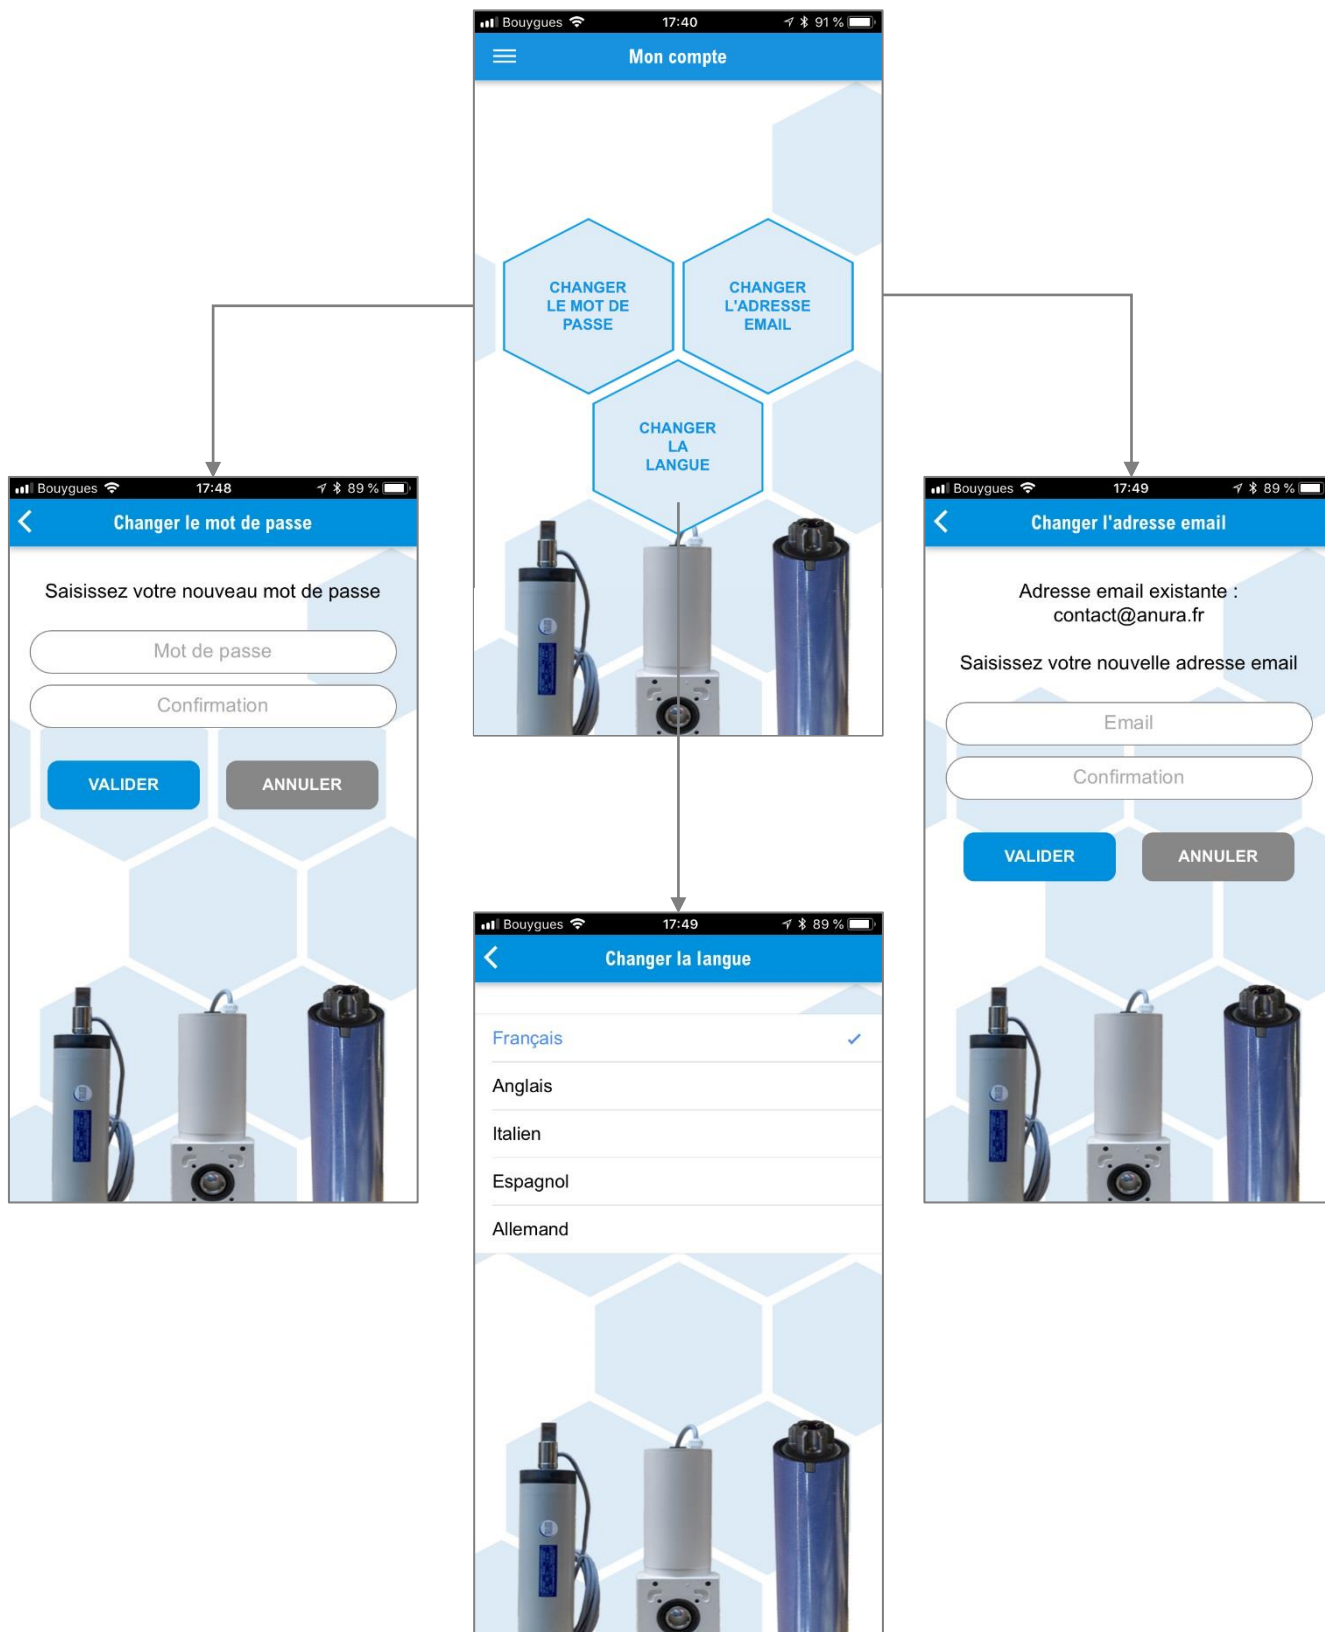 Bouygues 17:40 91 %
Mon compte
CHANGER
LE MOT DE
PASSE
CHANGER
L'ADRESSE
EMAIL
CHANGER
LA
LANGUE
Bouygues 17:48 89 %
Changer le mot de passe
Saisissez votre nouveau mot de passe
Mot de passe
Confirmation
VALIDER ANNULER
Bouygues 17:49 89 %
Changer l'adresse email
Adresse email existante :
contact@anura.fr
Saisissez votre nouvelle adresse email
Email
Confirmation
VALIDER ANNULER
Bouygues 17:49 89 %
Changer la langue
Français
Anglais
Italien
Espagnol
Allemand